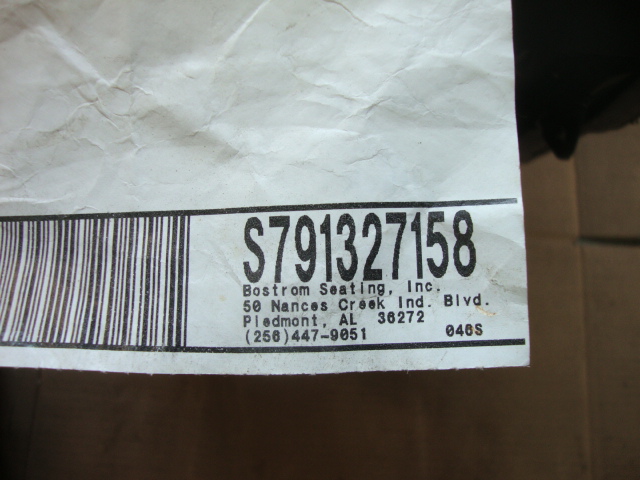 S791327158
Bostrom Seating, Inc.
50 Nances Creek Ind. Blvd.
Piedmont, AL 36272
(256)447-9051 046S